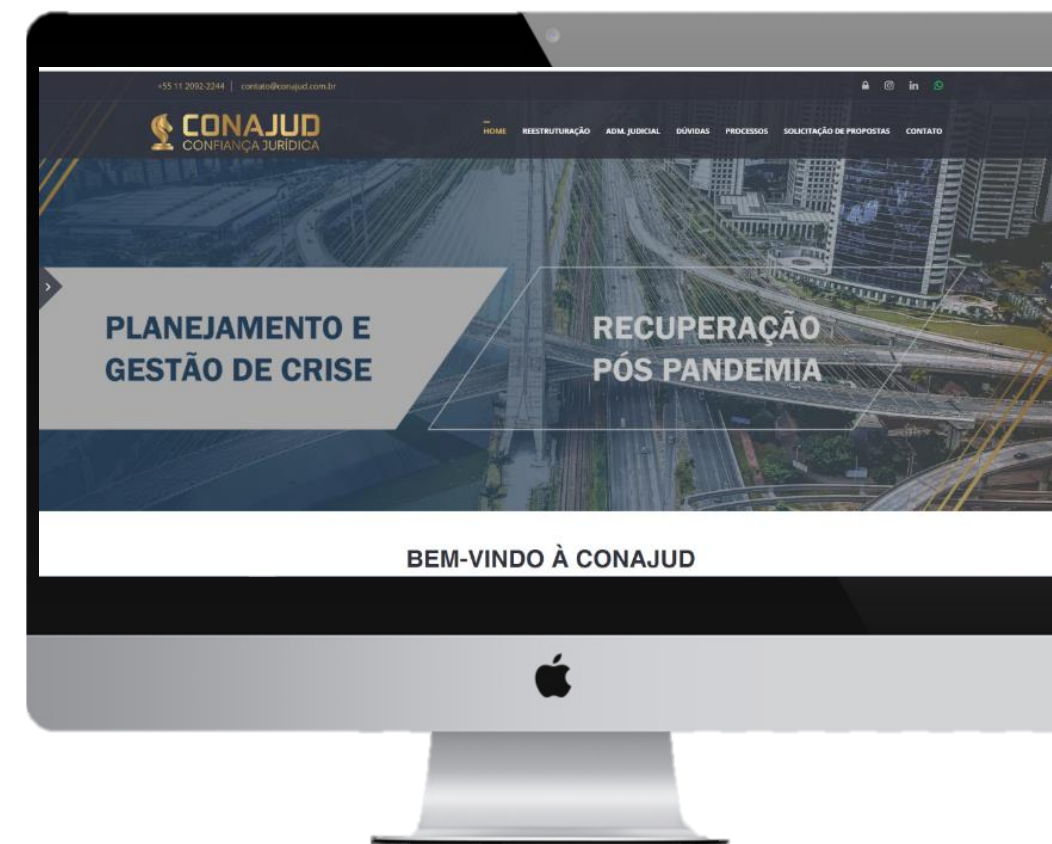 +55 11 2092-2244 | contato@conajud.com.br
CONAJUD
CONFIANÇA JURÍDICA
HOME REESTRUTURAÇÃO ADM. JUDICIAL DÚVIDAS PROCESSOS SOLICITAÇÃO DE PROPOSTAS CONTATO
PLANEJAMENTO E
GESTÃO DE CRISE
RECUPERAÇÃO
PÓS PANDEMIA
BEM-VINDO À CONAJUD